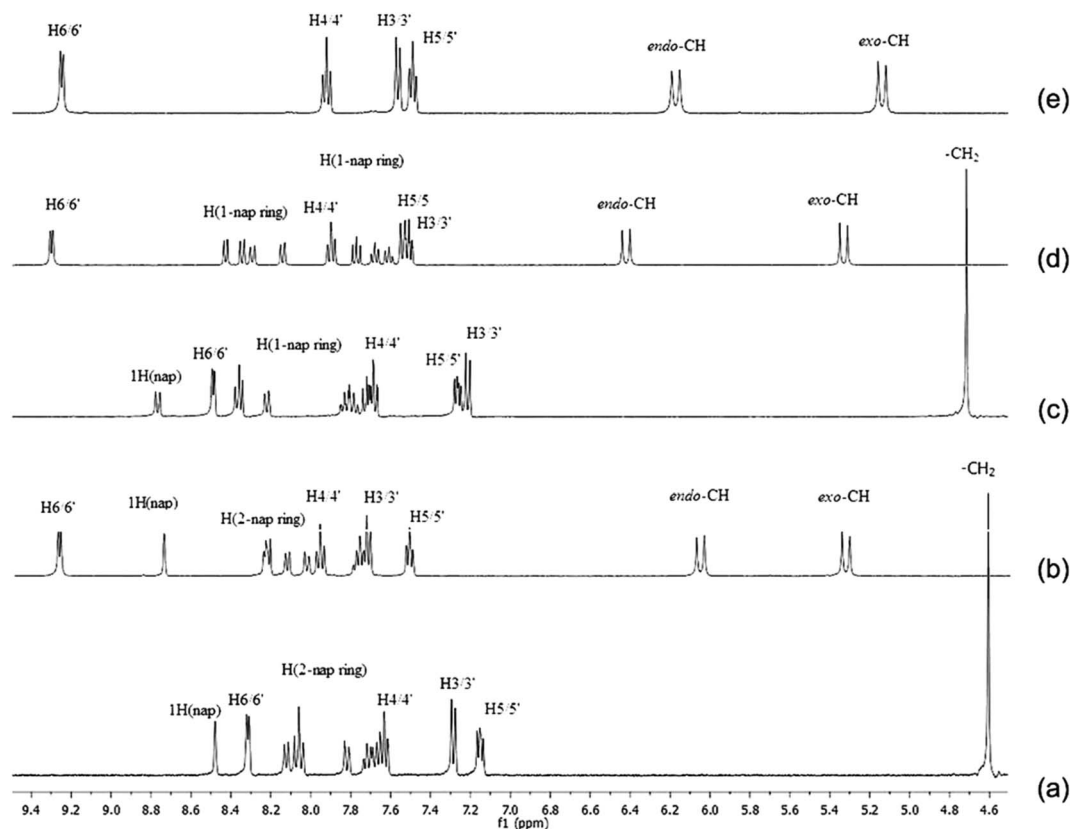 H6/6' H4/4' H3/3' H5/5' endo-CH exo-CH (e)
H(1-nap ring) -CH2
H6/6' H(1-nap ring) H4/4' H5/5 H3/3' endo-CH exo-CH (d)
1H(nap) H6/6' H(1-nap ring) H4/4' H5/5' H3/3' (c)
-CH2
H6/6' 1H(nap) H(2-nap ring) H4/4' H3/3' H5/5' endo-CH exo-CH (b)
1H(nap) H6/6' H(2-nap ring) H4/4' H3/3' H5/5' (a)
9.4 9.2 9.0 8.8 8.6 8.4 8.2 8.0 7.8 7.6 7.4 7.2 7.0 6.8 6.6 6.4 6.2 6.0 5.8 5.6 5.4 5.2 5.0 4.8 4.6
f1 (ppm)